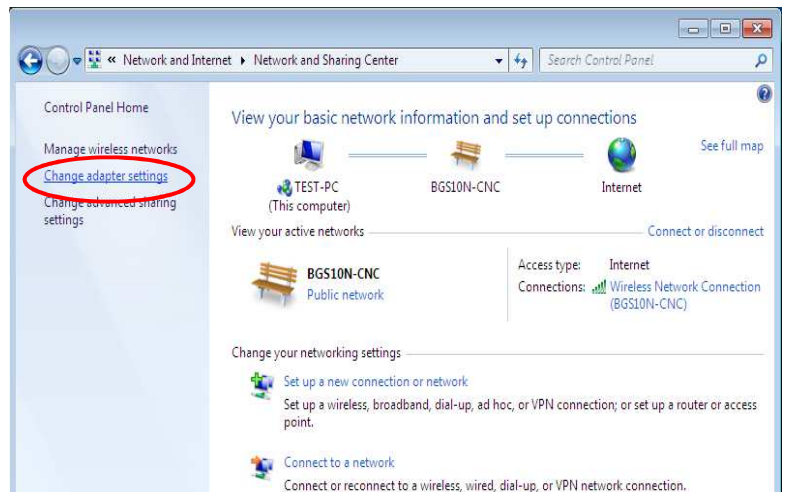 « Network and Internet ▸ Network and Sharing Center
Search Control Panel
Control Panel Home
Manage wireless networks
Change adapter settings
Change advanced sharing
settings
View your basic network information and set up connections
See full map
TEST-PC
(This computer)
BGS10N-CNC
Internet
View your active networks
Connect or disconnect
BGS10N-CNC
Public network
Access type: Internet
Connections: Wireless Network Connection
(BGS10N-CNC)
Change your networking settings
Set up a new connection or network
Set up a wireless, broadband, dial-up, ad hoc, or VPN connection; or set up a router or access
point.
Connect to a network
Connect or reconnect to a wireless, wired, dial-up, or VPN network connection.